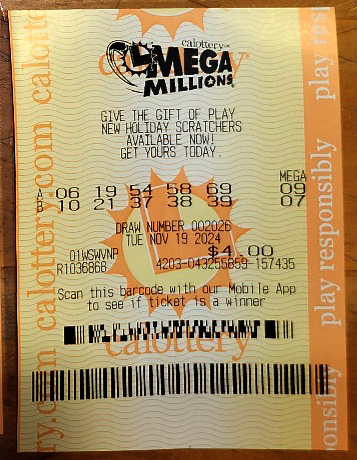 calottery
MEGA
MILLIONS
GIVE THE GIFT OF PLAY
NEW HOLIDAY SCRATCHERS
AVAILABLE NOW!
GET YOURS TODAY.
MEGA
A 06 19 54 58 69 09
B 10 21 37 38 39 07
DRAW NUMBER 002026
TUE NOV 19 2024
$4.00
01WSWVNP
R1036868 4203-043255859-157435
Scan this barcode with our Mobile App
to see if ticket is a winner
calottery
calottery.com
play responsibly